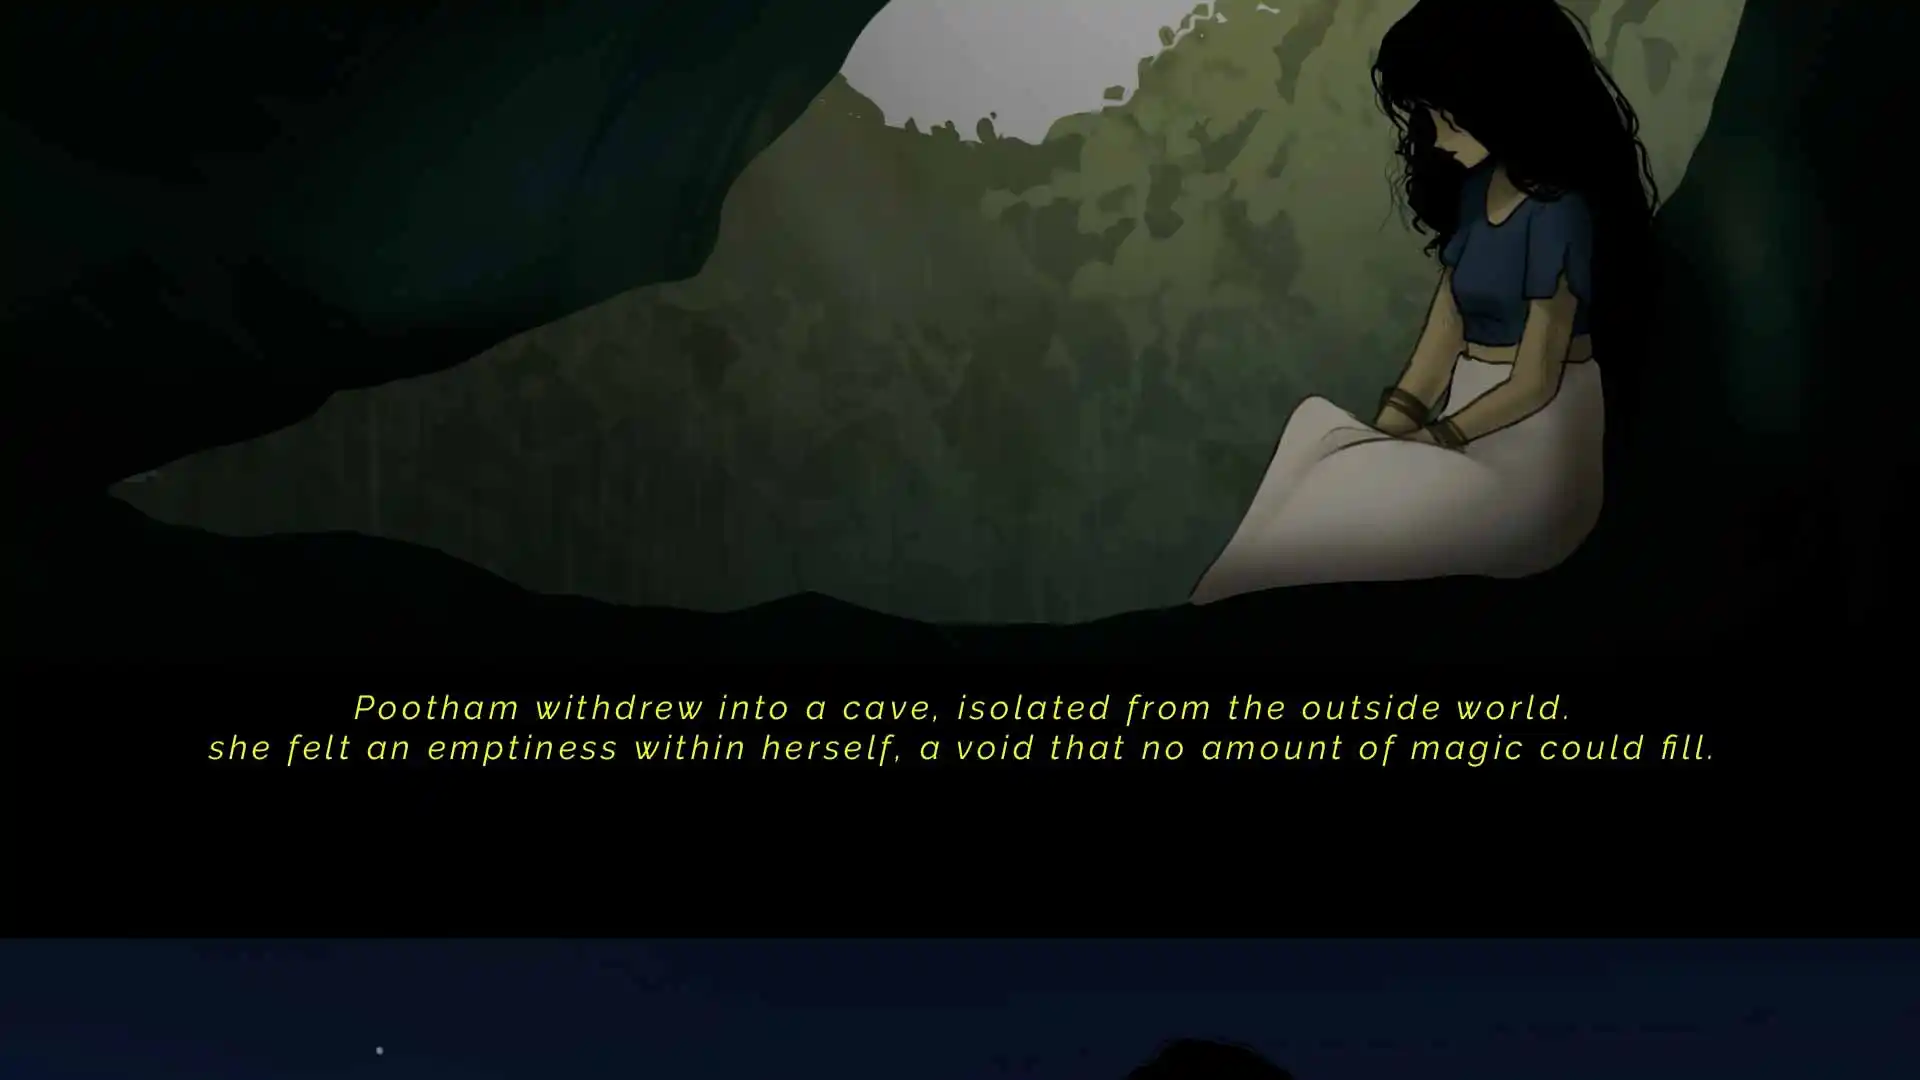 Pootham withdrew into a cave, isolated from the outside world.
she felt an emptiness within herself, a void that no amount of magic could fill.